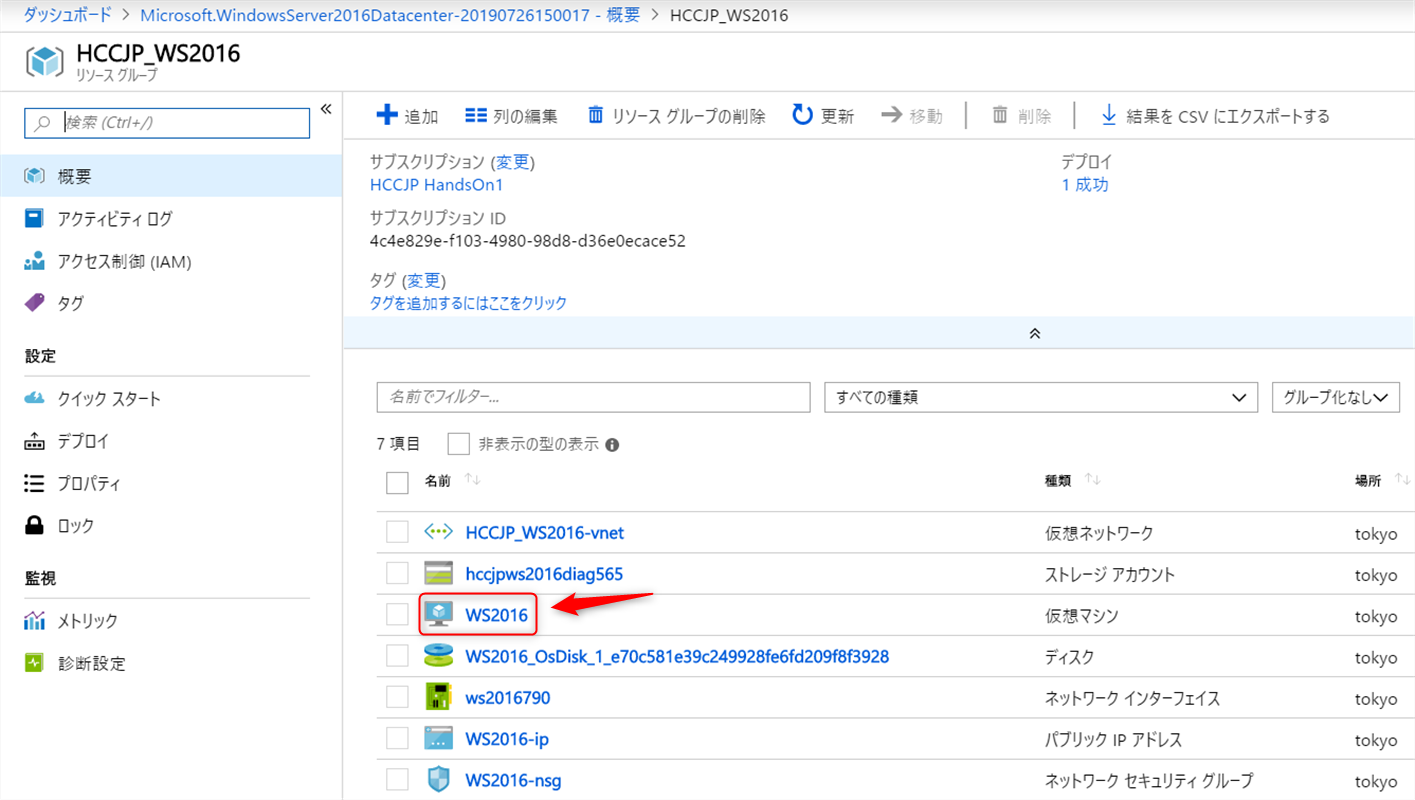 ダッシュボード > Microsoft.WindowsServer2016Datacenter-20190726150017 - 概要 > HCCJP_WS2016
HCCJP_WS2016
リソース グループ
検索 (Ctrl+/)
概要
アクティビティ ログ
アクセス制御 (IAM)
タグ
設定
クイック スタート
デプロイ
プロパティ
ロック
監視
メトリック
診断設定
追加 列の編集 リソース グループの削除 更新 移動 削除 結果を CSV にエクスポートする
サブスクリプション (変更)
HCCJP HandsOn1
デプロイ
1 成功
サブスクリプション ID
4c4e829e-f103-4980-98d8-d36e0ecace52
タグ (変更)
タグを追加するにはここをクリック
名前でフィルター... すべての種類 グループ化なし
7 項目 非表示の型の表示
名前 種類 場所
HCCJP_WS2016-vnet 仮想ネットワーク tokyo
hccjpws2016diag565 ストレージ アカウント tokyo
WS2016 仮想マシン tokyo
WS2016_OsDisk_1_e70c581e39c249928fe6fd209f8f3928 ディスク tokyo
ws2016790 ネットワーク インターフェイス tokyo
WS2016-ip パブリック IP アドレス tokyo
WS2016-nsg ネットワーク セキュリティ グループ tokyo